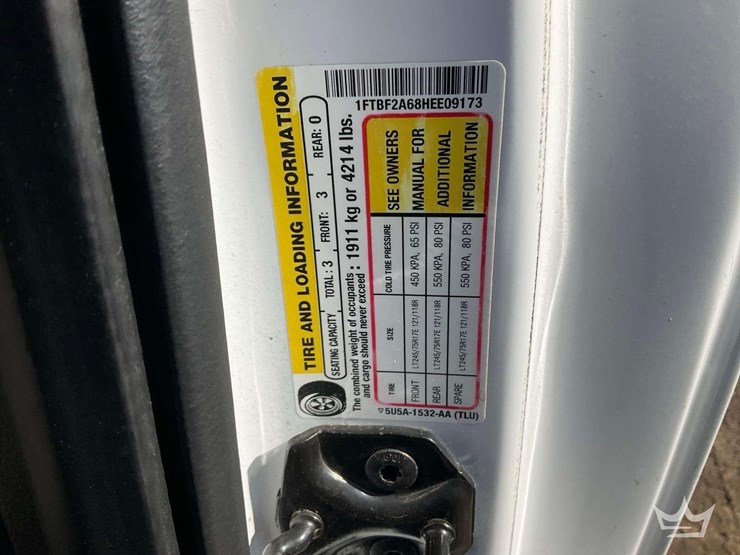 1FTBF2A68HEE09173
TIRE AND LOADING INFORMATION
SEATING CAPACITY TOTAL: 3 FRONT: 3 REAR: 0
The combined weight of occupants and cargo should never exceed : 1911 kg or 4214 lbs.
TIRE SIZE COLD TIRE PRESSURE
FRONT LT245/75R17E 121/118R 450 KPA, 65 PSI
REAR LT245/75R17E 121/118R 550 KPA, 80 PSI
SPARE LT245/75R17E 121/118R 550 KPA, 80 PSI
SEE OWNERS
MANUAL FOR
ADDITIONAL
INFORMATION
5U5A-1532-AA (TLU)